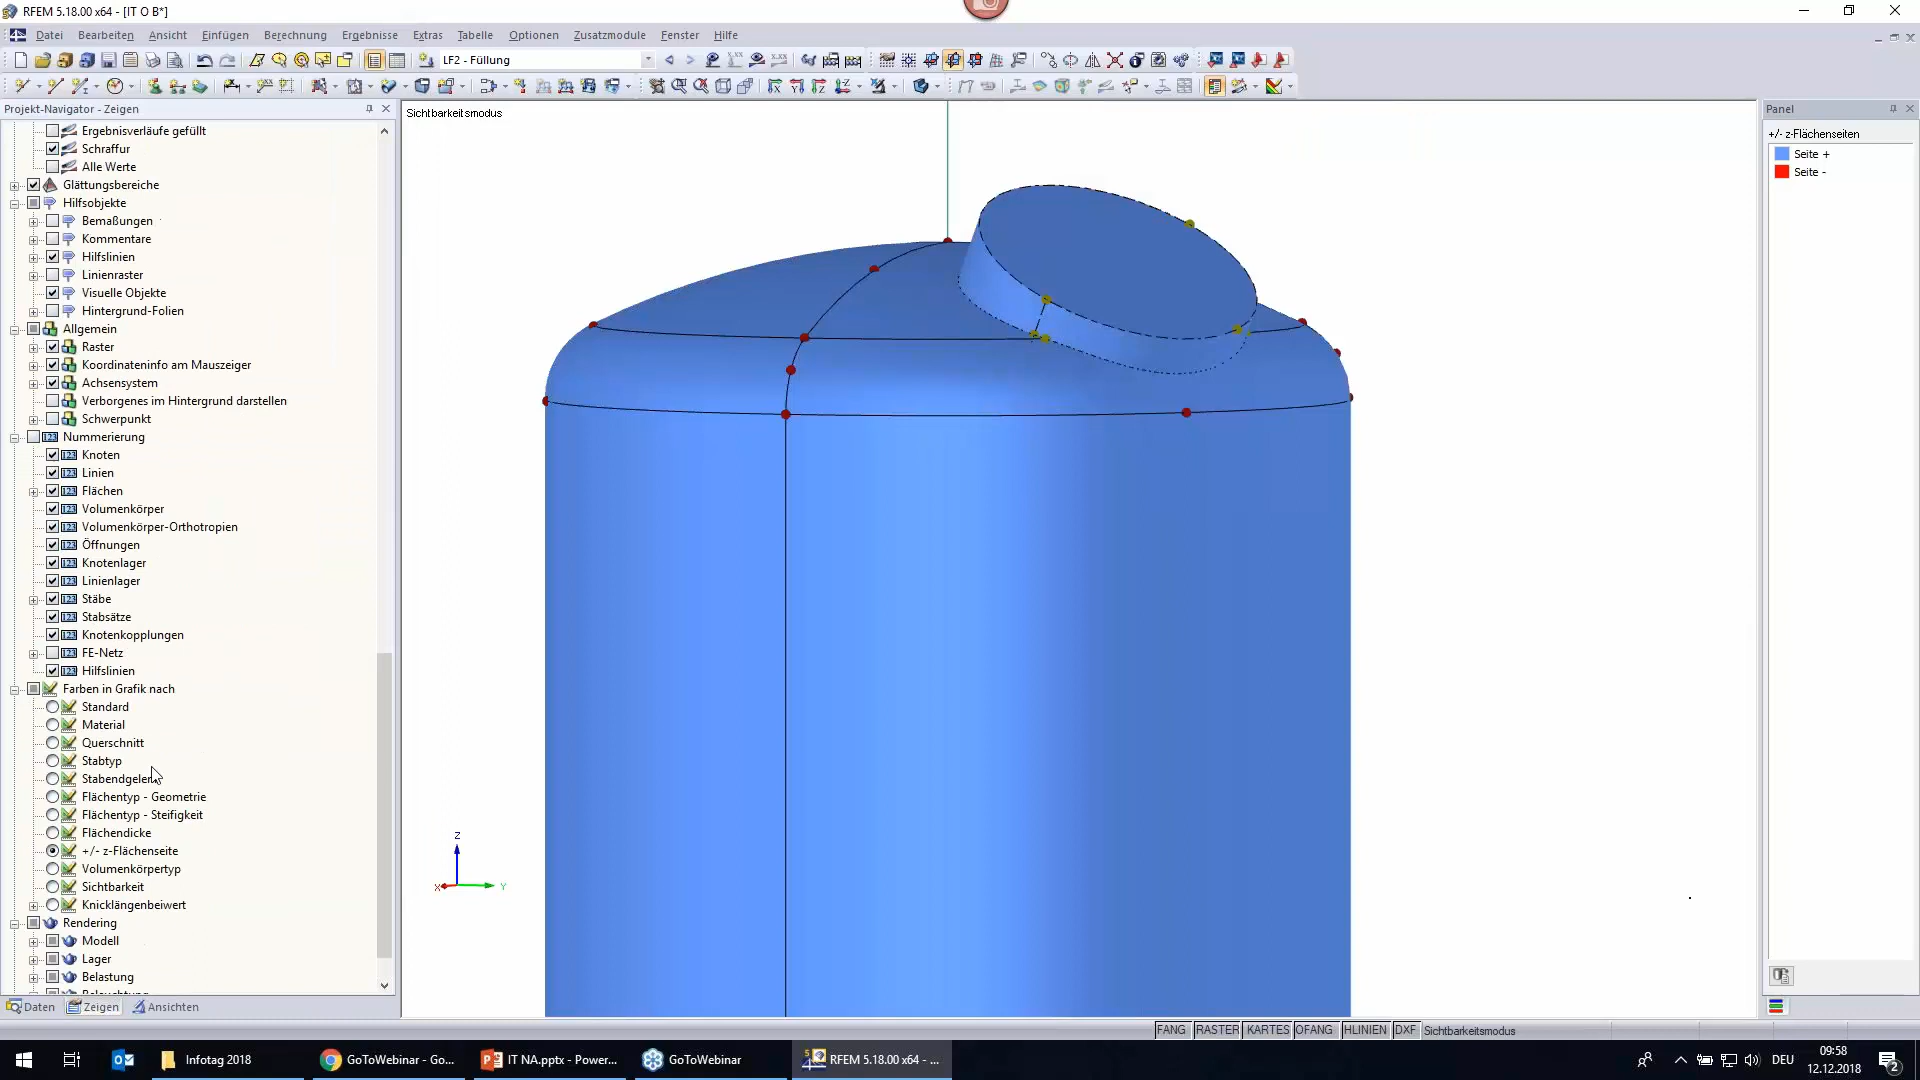 RFEM 5.18.00 x64 - [IT O B*]
Datei Bearbeiten Ansicht Einfügen Berechnung Ergebnisse Extras Tabelle Optionen Zusatzmodule Fenster Hilfe
LF2 - Füllung
Projekt-Navigator - Zeigen
Ergebnisverläufe gefüllt
Schraffur
Alle Werte
Glättungsbereiche
Hilfsobjekte
Bemaßungen
Kommentare
Hilfslinien
Linienraster
Visuelle Objekte
Hintergrund-Folien
Allgemein
Raster
Koordinateninfo am Mauszeiger
Achsensystem
Verborgenes im Hintergrund darstellen
Schwerpunkt
Nummerierung
Knoten
Linien
Flächen
Volumenkörper
Volumenkörper-Orthotropien
Öffnungen
Knotenlager
Linienlager
Stäbe
Stabsätze
Knotenkopplungen
FE-Netz
Hilfslinien
Farben in Grafik nach
Standard
Material
Querschnitt
Stabtyp
Flächentyp - Geometrie
Flächentyp - Steifigkeit
Flächendicke
+/- z-Flächenseite
Volumenkörpertyp
Sichtbarkeit
Knicklängenbeiwert
Rendering
Modell
Lager
Belastung
Daten Zeigen Ansichten
Sichtbarkeitsmodus
Z
X
Y
Panel
+/- z-Flächenseiten
Seite +
Seite -
FANG RASTER KARTES OFANG HLINIEN DXF Sichtbarkeitsmodus
Infotag 2018
GoToWebinar - Go...
IT NA.pptx - Power...
GoToWebinar
RFEM 5.18.00 x64 - ...
DEU
09:58
12.12.2018
2